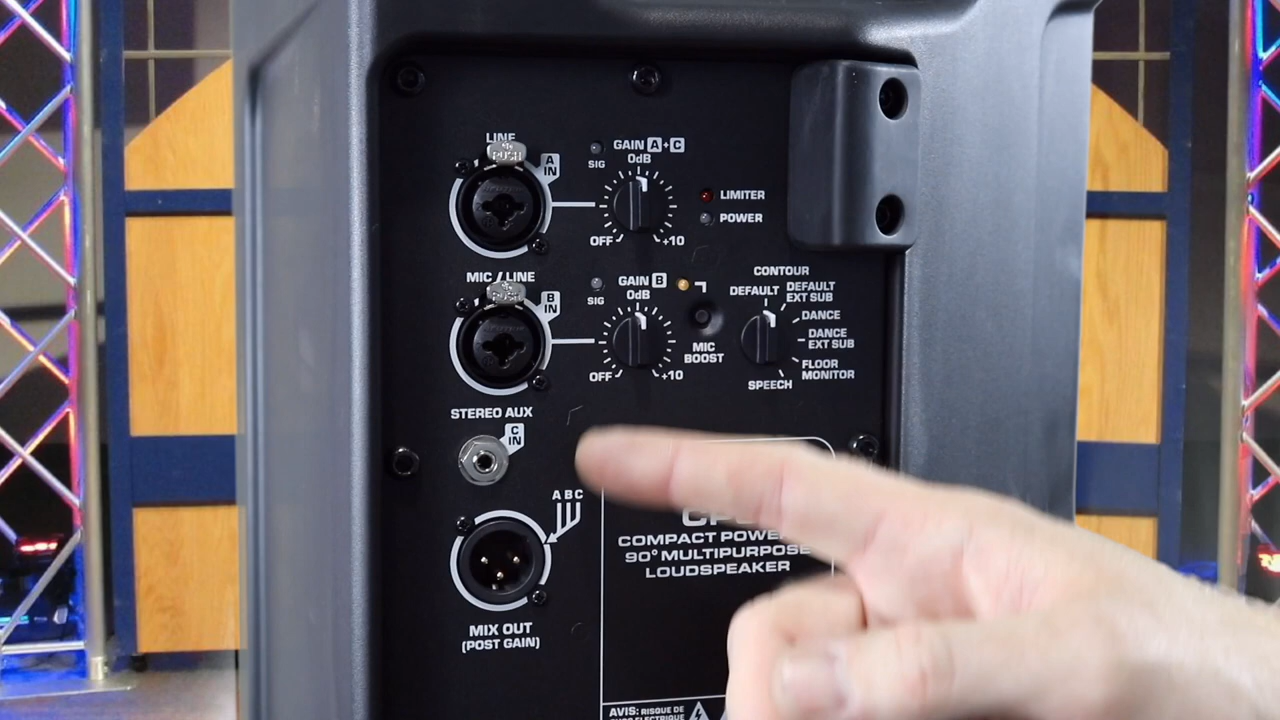 LINE
PUSH
A
IN
SIG
GAIN A+C
0dB
OFF
+10
LIMITER
POWER
MIC / LINE
PUSH
B
IN
SIG
GAIN B
0dB
OFF
+10
MIC
BOOST
CONTOUR
DEFAULT
DEFAULT
EXT SUB
DANCE
DANCE
EXT SUB
FLOOR
MONITOR
SPEECH
STEREO AUX
C
IN
A B C
COMPACT
90° MULTIPURPOSE
LOUDSPEAKER
MIX OUT
(POST GAIN)
AVIS: RISQUE DE